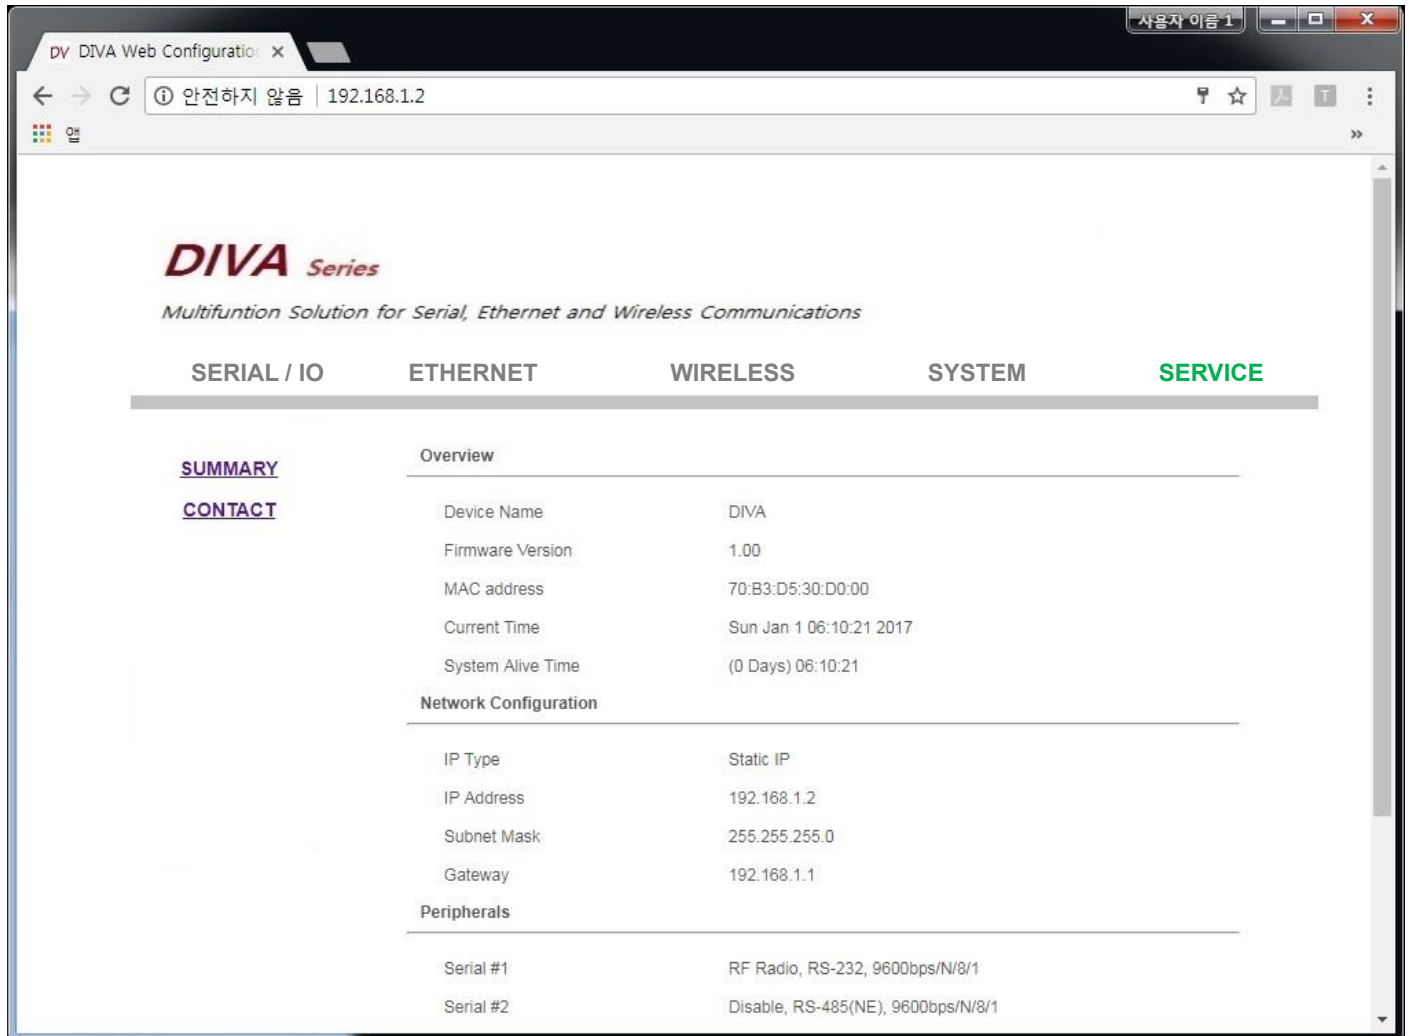 사용자 이름 1
DV DIVA Web Configuratio
안전하지 않음 192.168.1.2
앱
DIVA Series
Multifuntion Solution for Serial, Ethernet and Wireless Communications
SERIAL / IO ETHERNET WIRELESS SYSTEM SERVICE
SUMMARY
CONTACT
Overview
Device Name DIVA
Firmware Version 1.00
MAC address 70:B3:D5:30:D0:00
Current Time Sun Jan 1 06:10:21 2017
System Alive Time (0 Days) 06:10:21
Network Configuration
IP Type Static IP
IP Address 192.168.1.2
Subnet Mask 255.255.255.0
Gateway 192.168.1.1
Peripherals
Serial #1 RF Radio, RS-232, 9600bps/N/8/1
Serial #2 Disable, RS-485(NE), 9600bps/N/8/1